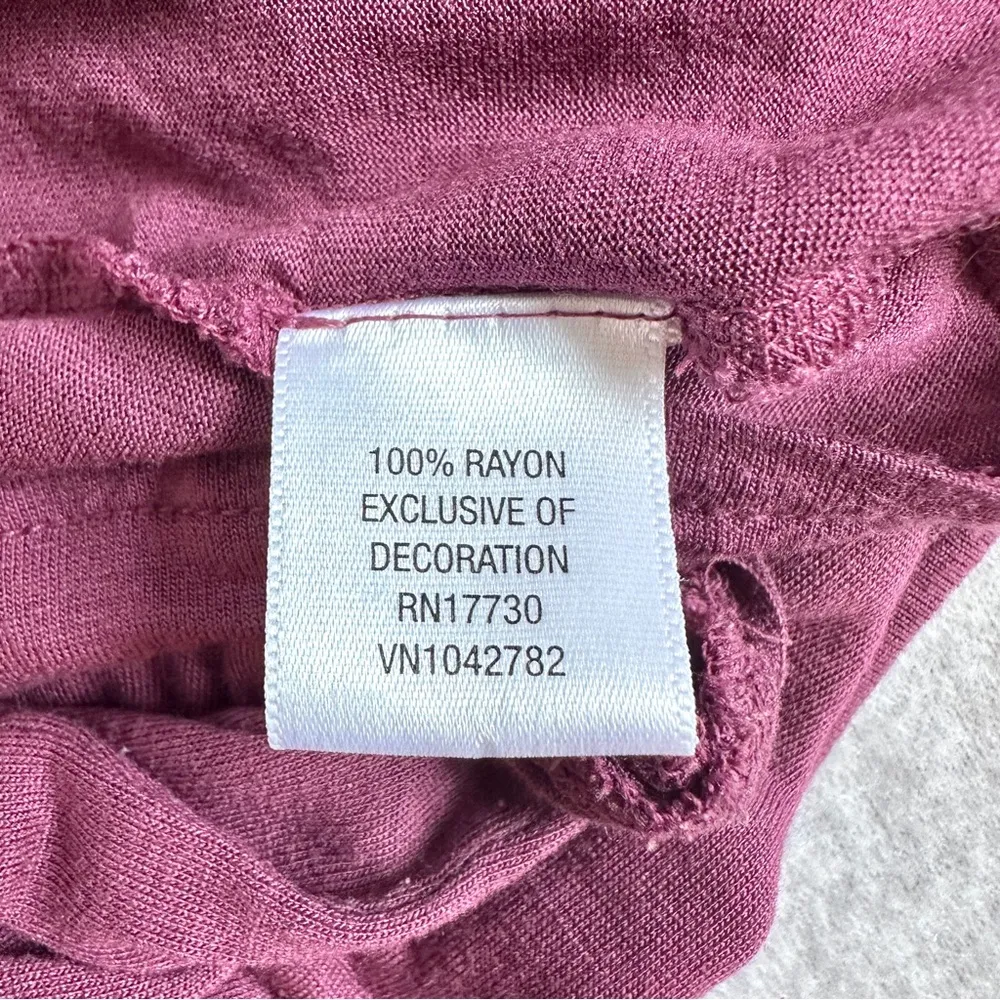 100% RAYON
EXCLUSIVE OF
DECORATION
RN17730
VN1042782